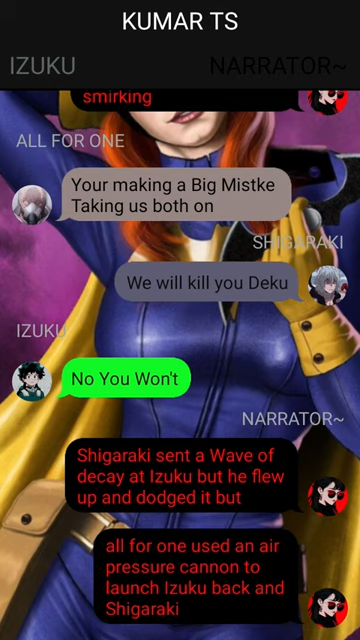 KUMAR TS
IZUKU
NARRATOR~
smirking
ALL FOR ONE
Your making a Big Mistke
Taking us both on
SHIGARAKI
We will kill you Deku
IZUKU
No You Won't
NARRATOR~
Shigaraki sent a Wave of
decay at Izuku but he flew
up and dodged it but
all for one used an air
pressure cannon to
launch Izuku back and
Shigaraki